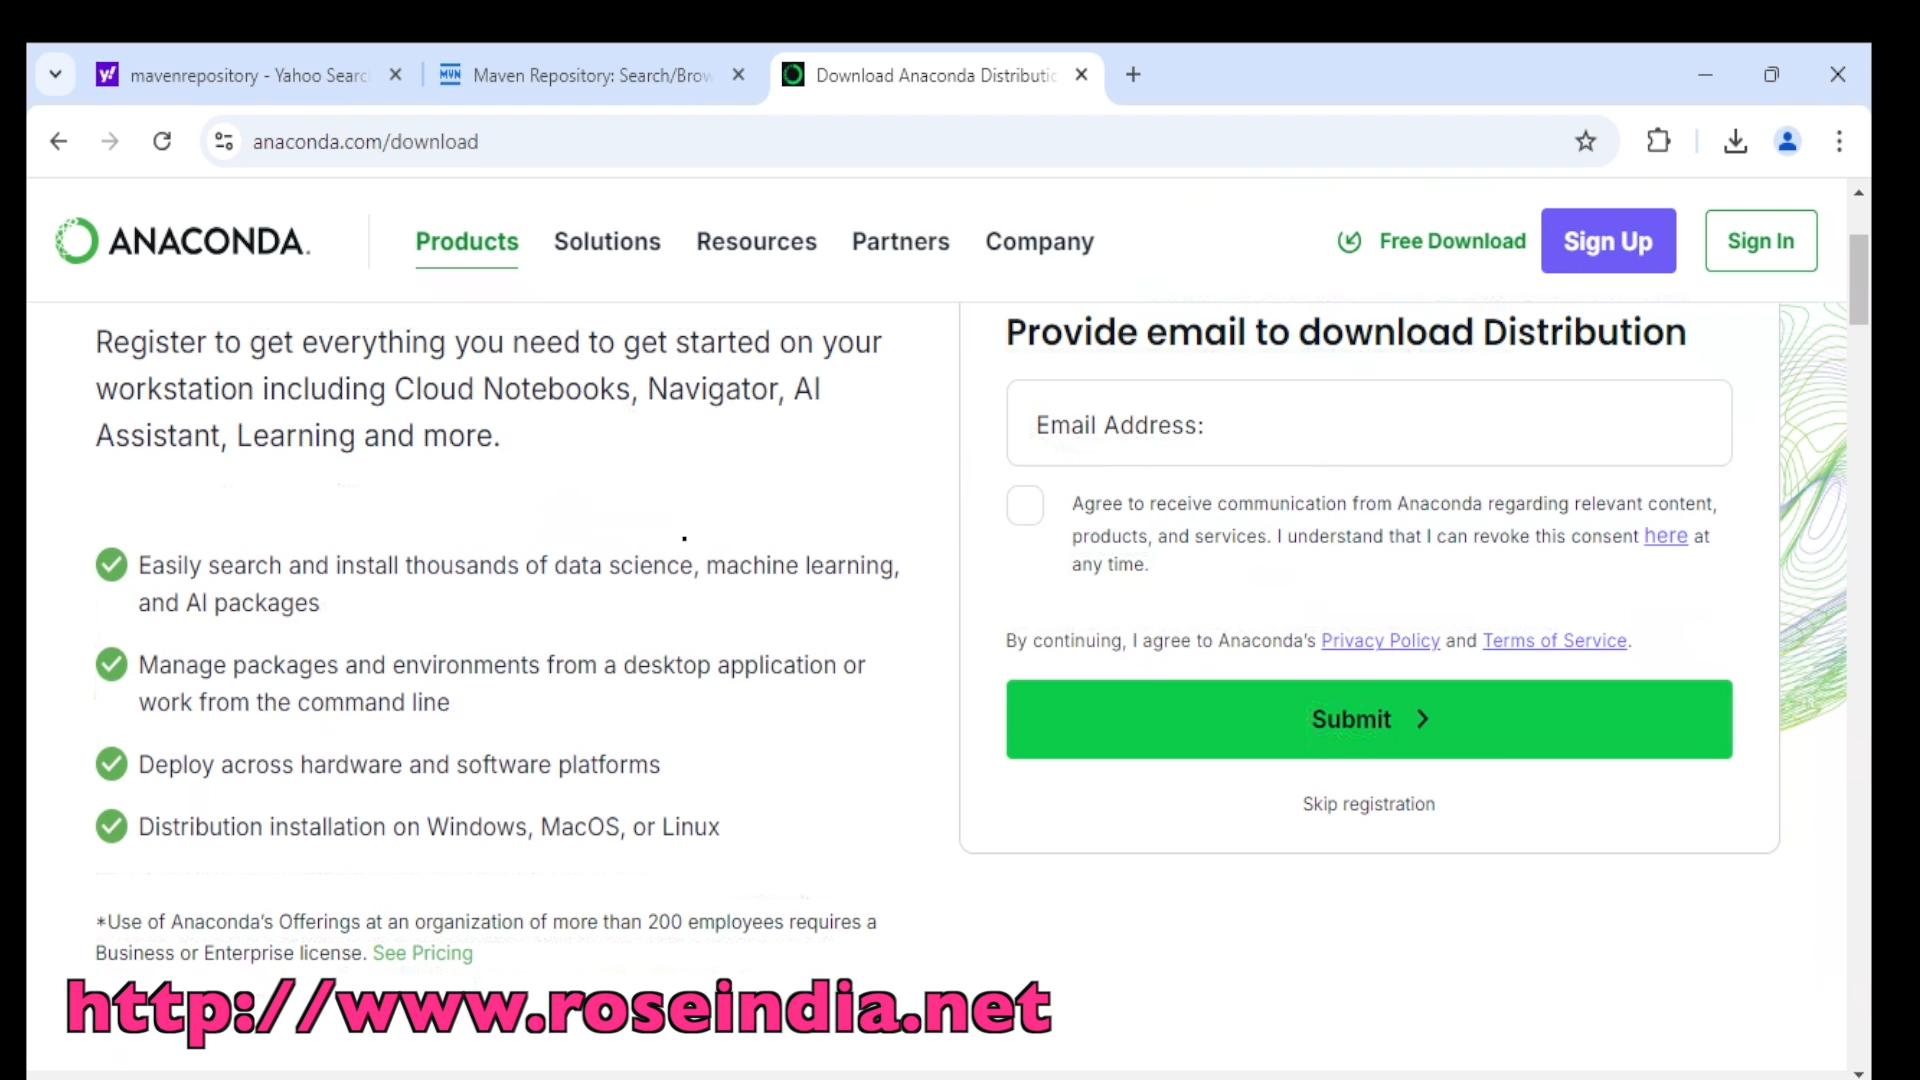 mavenrepository - Yahoo Searc
MVN
Maven Repository: Search/Brow
Download Anaconda Distributic
anaconda.com/download
ANACONDA.
Products
Solutions
Resources
Partners
Company
Free Download
Sign Up
Sign In
Register to get everything you need to get started on your
workstation including Cloud Notebooks, Navigator, AI
Assistant, Learning and more.
Easily search and install thousands of data science, machine learning,
and AI packages
Manage packages and environments from a desktop application or
work from the command line
Deploy across hardware and software platforms
Distribution installation on Windows, MacOS, or Linux
*Use of Anaconda's Offerings at an organization of more than 200 employees requires a
Business or Enterprise license. See Pricing
Provide email to download Distribution
Email Address:
Agree to receive communication from Anaconda regarding relevant content,
products, and services. I understand that I can revoke this consent here at
any time.
By continuing, I agree to Anaconda's Privacy Policy and Terms of Service.
Submit
Skip registration
http://www.roseindia.net